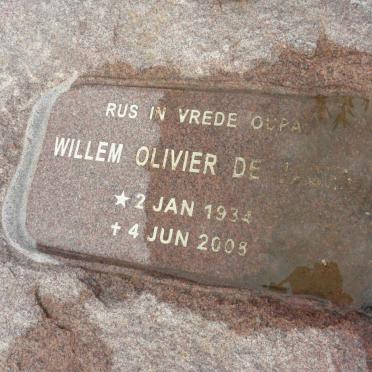 RUS IN VREDE OUPA
WILLEM OLIVIER DE
★ 2 JAN 1934
✝ 4 JUN 2008